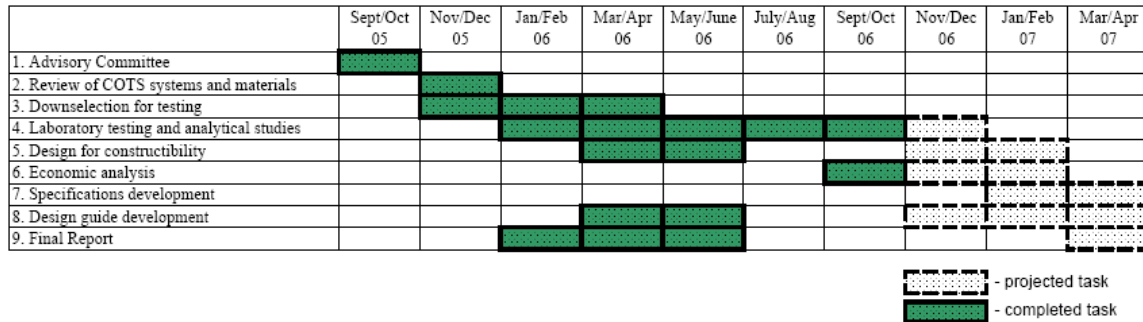 Sept/Oct Nov/Dec Jan/Feb Mar/Apr May/June July/Aug Sept/Oct Nov/Dec Jan/Feb Mar/Apr
05 05 06 06 06 06 06 06 07 07
1. Advisory Committee
2. Review of COTS systems and materials
3. Downselection for testing
4. Laboratory testing and analytical studies
5. Design for constructibility
6. Economic analysis
7. Specifications development
8. Design guide development
9. Final Report
- projected task
- completed task